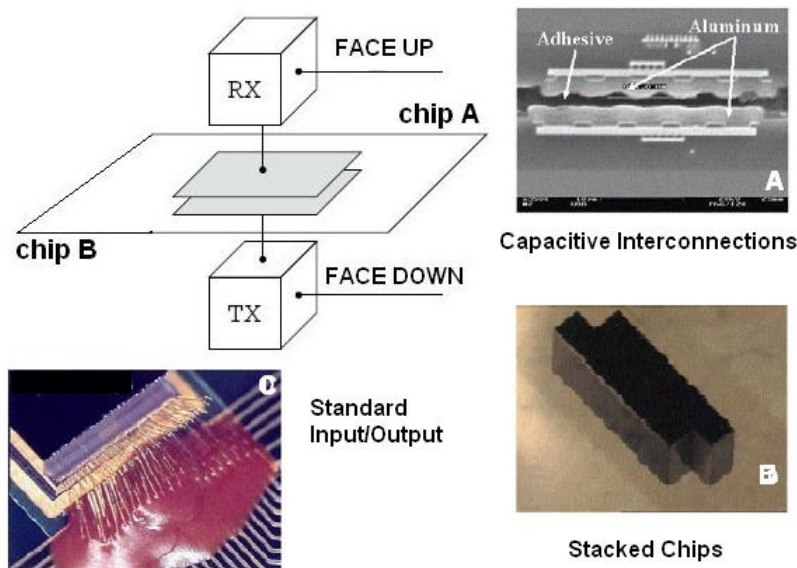 FACE UP
RX
chip A
chip B
FACE DOWN
TX
Adhesive
Aluminum
A
Capacitive Interconnections
C
Standard
Input/Output
B
Stacked Chips